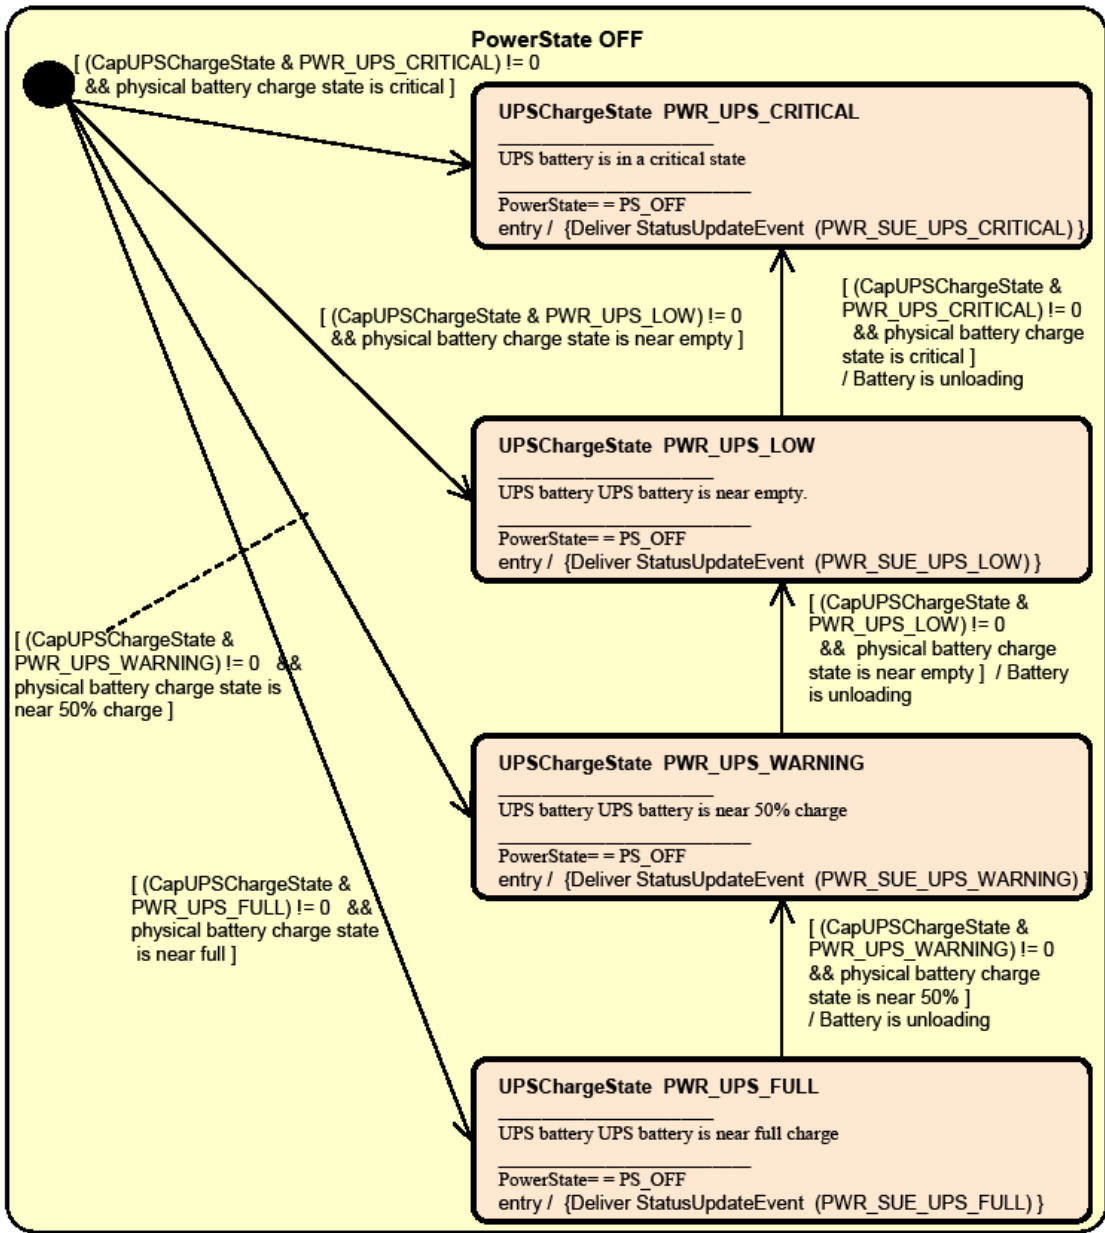 PowerState OFF
[ (CapUPSChargeState & PWR_UPS_CRITICAL) != 0
&& physical battery charge state is critical ]
UPSChargeState PWR_UPS_CRITICAL
UPS battery is in a critical state
PowerState= = PS_OFF
entry / {Deliver StatusUpdateEvent (PWR_SUE_UPS_CRITICAL) }
[ (CapUPSChargeState &
PWR_UPS_CRITICAL) != 0
&& physical battery charge
state is critical ]
/ Battery is unloading
[ (CapUPSChargeState & PWR_UPS_LOW) != 0
&& physical battery charge state is near empty ]
UPSChargeState PWR_UPS_LOW
UPS battery UPS battery is near empty.
PowerState= = PS_OFF
entry / {Deliver StatusUpdateEvent (PWR_SUE_UPS_LOW) }
[ (CapUPSChargeState &
PWR_UPS_LOW) != 0
&& physical battery charge
state is near empty ] / Battery
is unloading
[ (CapUPSChargeState &
PWR_UPS_WARNING) != 0 &&
physical battery charge state is
near 50% charge ]
UPSChargeState PWR_UPS_WARNING
UPS battery UPS battery is near 50% charge
PowerState= = PS_OFF
entry / {Deliver StatusUpdateEvent (PWR_SUE_UPS_WARNING) }
[ (CapUPSChargeState &
PWR_UPS_FULL) != 0 &&
physical battery charge state
is near full ]
[ (CapUPSChargeState &
PWR_UPS_WARNING) != 0
&& physical battery charge
state is near 50% ]
/ Battery is unloading
UPSChargeState PWR_UPS_FULL
UPS battery UPS battery is near full charge
PowerState= = PS_OFF
entry / {Deliver StatusUpdateEvent (PWR_SUE_UPS_FULL) }